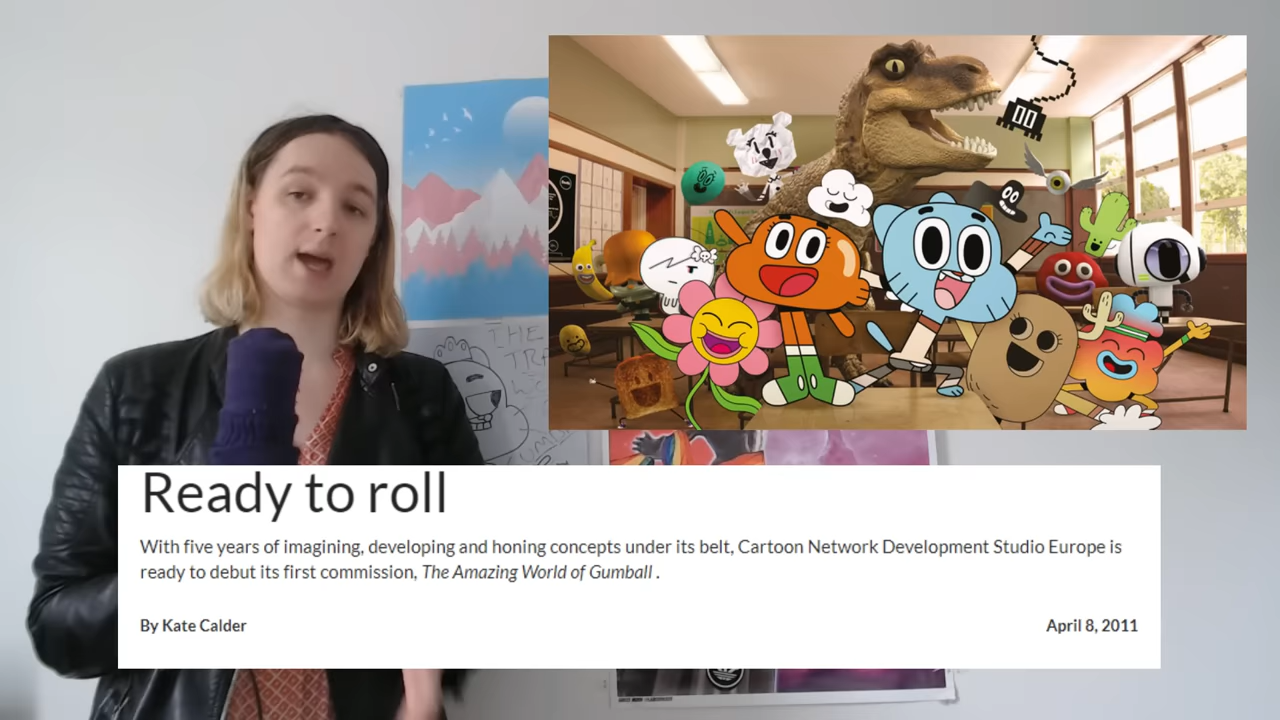 THE
Ready to roll
With five years of imagining, developing and honing concepts under its belt, Cartoon Network Development Studio Europe is
ready to debut its first commission, The Amazing World of Gumball .
By Kate Calder
April 8, 2011